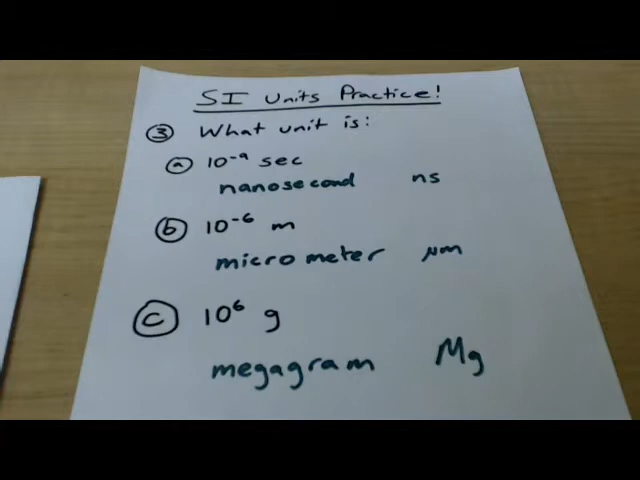 SI Units Practice!
③ What unit is:
ⓐ 10⁻⁹ sec
nanosecond ns
ⓑ 10⁻⁶ m
micrometer μm
ⓒ 10⁶ g
megagram Mg